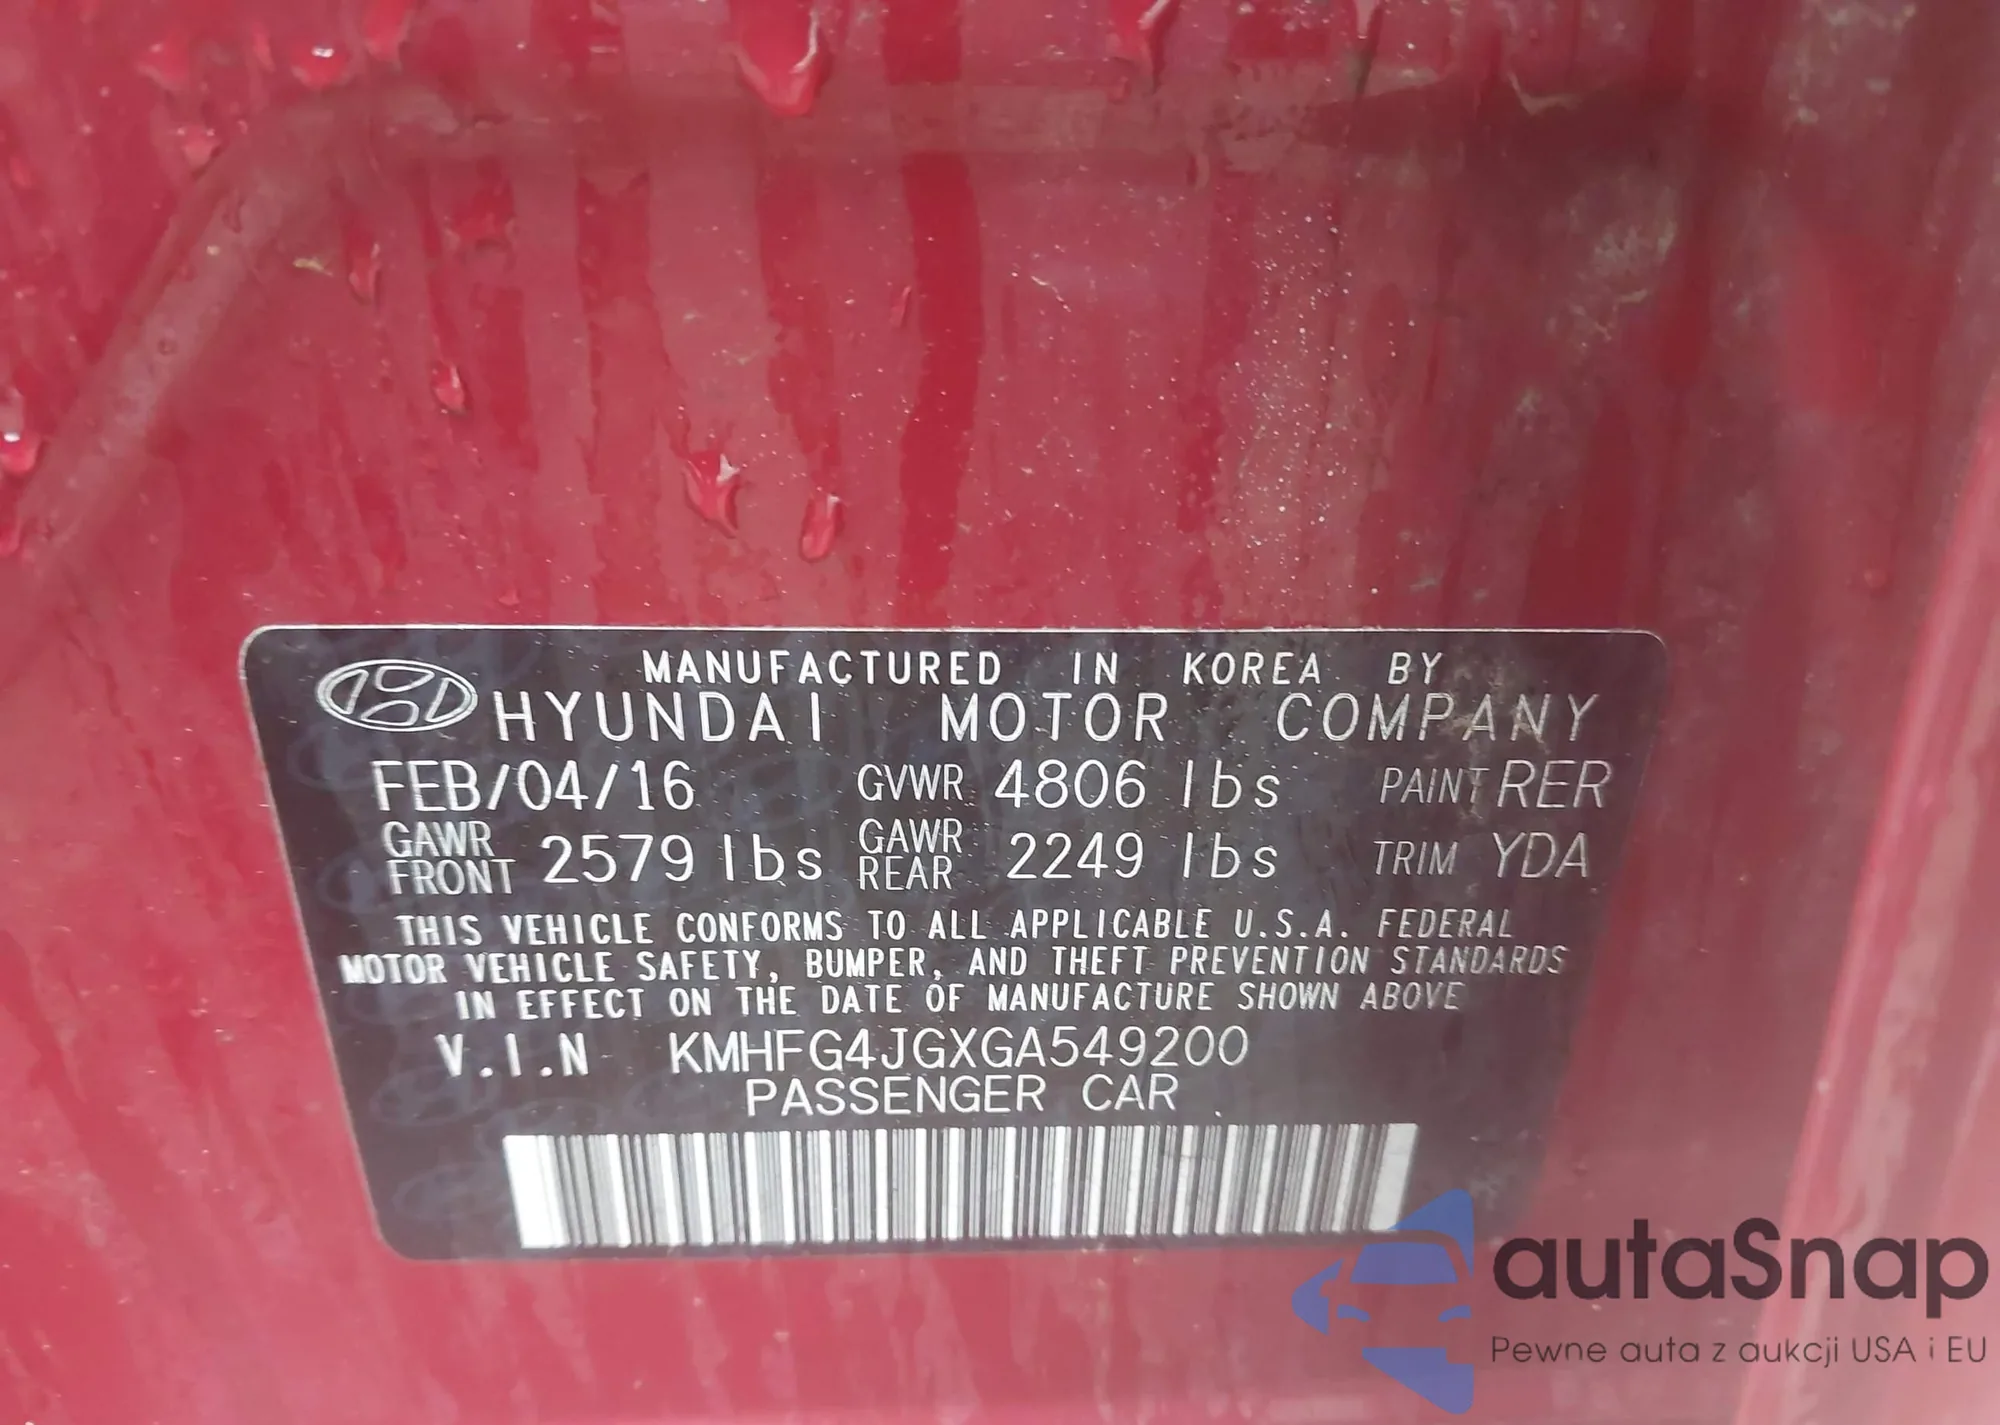 MANUFACTURED IN KOREA BY
HYUNDAI MOTOR COMPANY
FEB/04/16 GVWR 4806 lbs PAINT RER
GAWR FRONT 2579 lbs GAWR REAR 2249 lbs TRIM YDA
THIS VEHICLE CONFORMS TO ALL APPLICABLE U.S.A. FEDERAL
MOTOR VEHICLE SAFETY, BUMPER, AND THEFT PREVENTION STANDARDS
IN EFFECT ON THE DATE OF MANUFACTURE SHOWN ABOVE
V.I.N KMHFG4JGXGA549200
PASSENGER CAR
autaSnap
Pewne auta z aukcji USA i EU